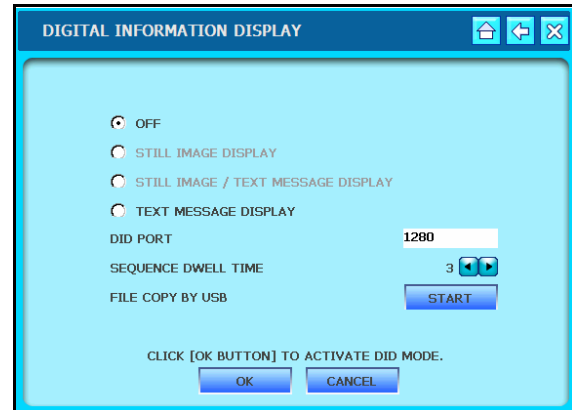 DIGITAL INFORMATION DISPLAY
OFF
STILL IMAGE DISPLAY
STILL IMAGE / TEXT MESSAGE DISPLAY
TEXT MESSAGE DISPLAY
DID PORT 1280
SEQUENCE DWELL TIME 3
FILE COPY BY USB START
CLICK [OK BUTTON] TO ACTIVATE DID MODE.
OK CANCEL